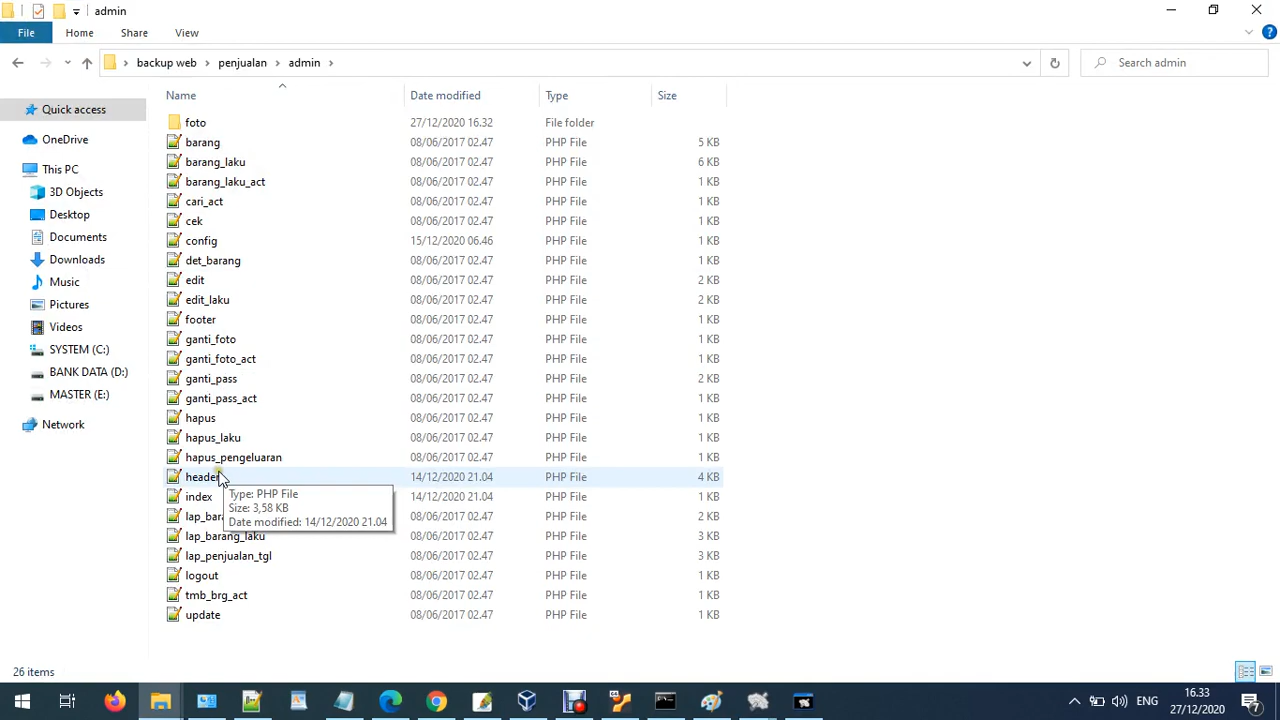 admin
File Home Share View
backup web penjualan admin Search admin
Name Date modified Type Size
Quick access
OneDrive
This PC
3D Objects
Desktop
Documents
Downloads
Music
Pictures
Videos
SYSTEM (C:)
BANK DATA (D:)
MASTER (E:)
Network
foto 27/12/2020 16.32 File folder
barang 08/06/2017 02.47 PHP File 5 KB
barang_laku 08/06/2017 02.47 PHP File 6 KB
barang_laku_act 08/06/2017 02.47 PHP File 1 KB
cari_act 08/06/2017 02.47 PHP File 1 KB
cek 08/06/2017 02.47 PHP File 1 KB
config 15/12/2020 06.46 PHP File 1 KB
det_barang 08/06/2017 02.47 PHP File 1 KB
edit 08/06/2017 02.47 PHP File 2 KB
edit_laku 08/06/2017 02.47 PHP File 2 KB
footer 08/06/2017 02.47 PHP File 1 KB
ganti_foto 08/06/2017 02.47 PHP File 1 KB
ganti_foto_act 08/06/2017 02.47 PHP File 1 KB
ganti_pass 08/06/2017 02.47 PHP File 2 KB
ganti_pass_act 08/06/2017 02.47 PHP File 1 KB
hapus 08/06/2017 02.47 PHP File 1 KB
hapus_laku 08/06/2017 02.47 PHP File 1 KB
hapus_pengeluaran 08/06/2017 02.47 PHP File 1 KB
header 14/12/2020 21.04 PHP File 4 KB
index 14/12/2020 21.04 PHP File 1 KB
lap_bara 08/06/2017 02.47 PHP File 2 KB
lap_barang_laku 08/06/2017 02.47 PHP File 3 KB
lap_penjualan_tgl 08/06/2017 02.47 PHP File 3 KB
logout 08/06/2017 02.47 PHP File 1 KB
tmb_brg_act 08/06/2017 02.47 PHP File 1 KB
update 08/06/2017 02.47 PHP File 1 KB
Type: PHP File
Size: 3,58 KB
Date modified: 14/12/2020 21.04
26 items
ENG
16.33
27/12/2020
7